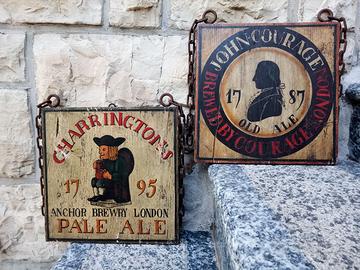 CHARRINGTON'S
17 95
ANCHOR BREWRY LONDON
PALE ALE
JOHN·COURAGE
BREWED·BY·COURAGE·LONDON
17 87
OLD ALE